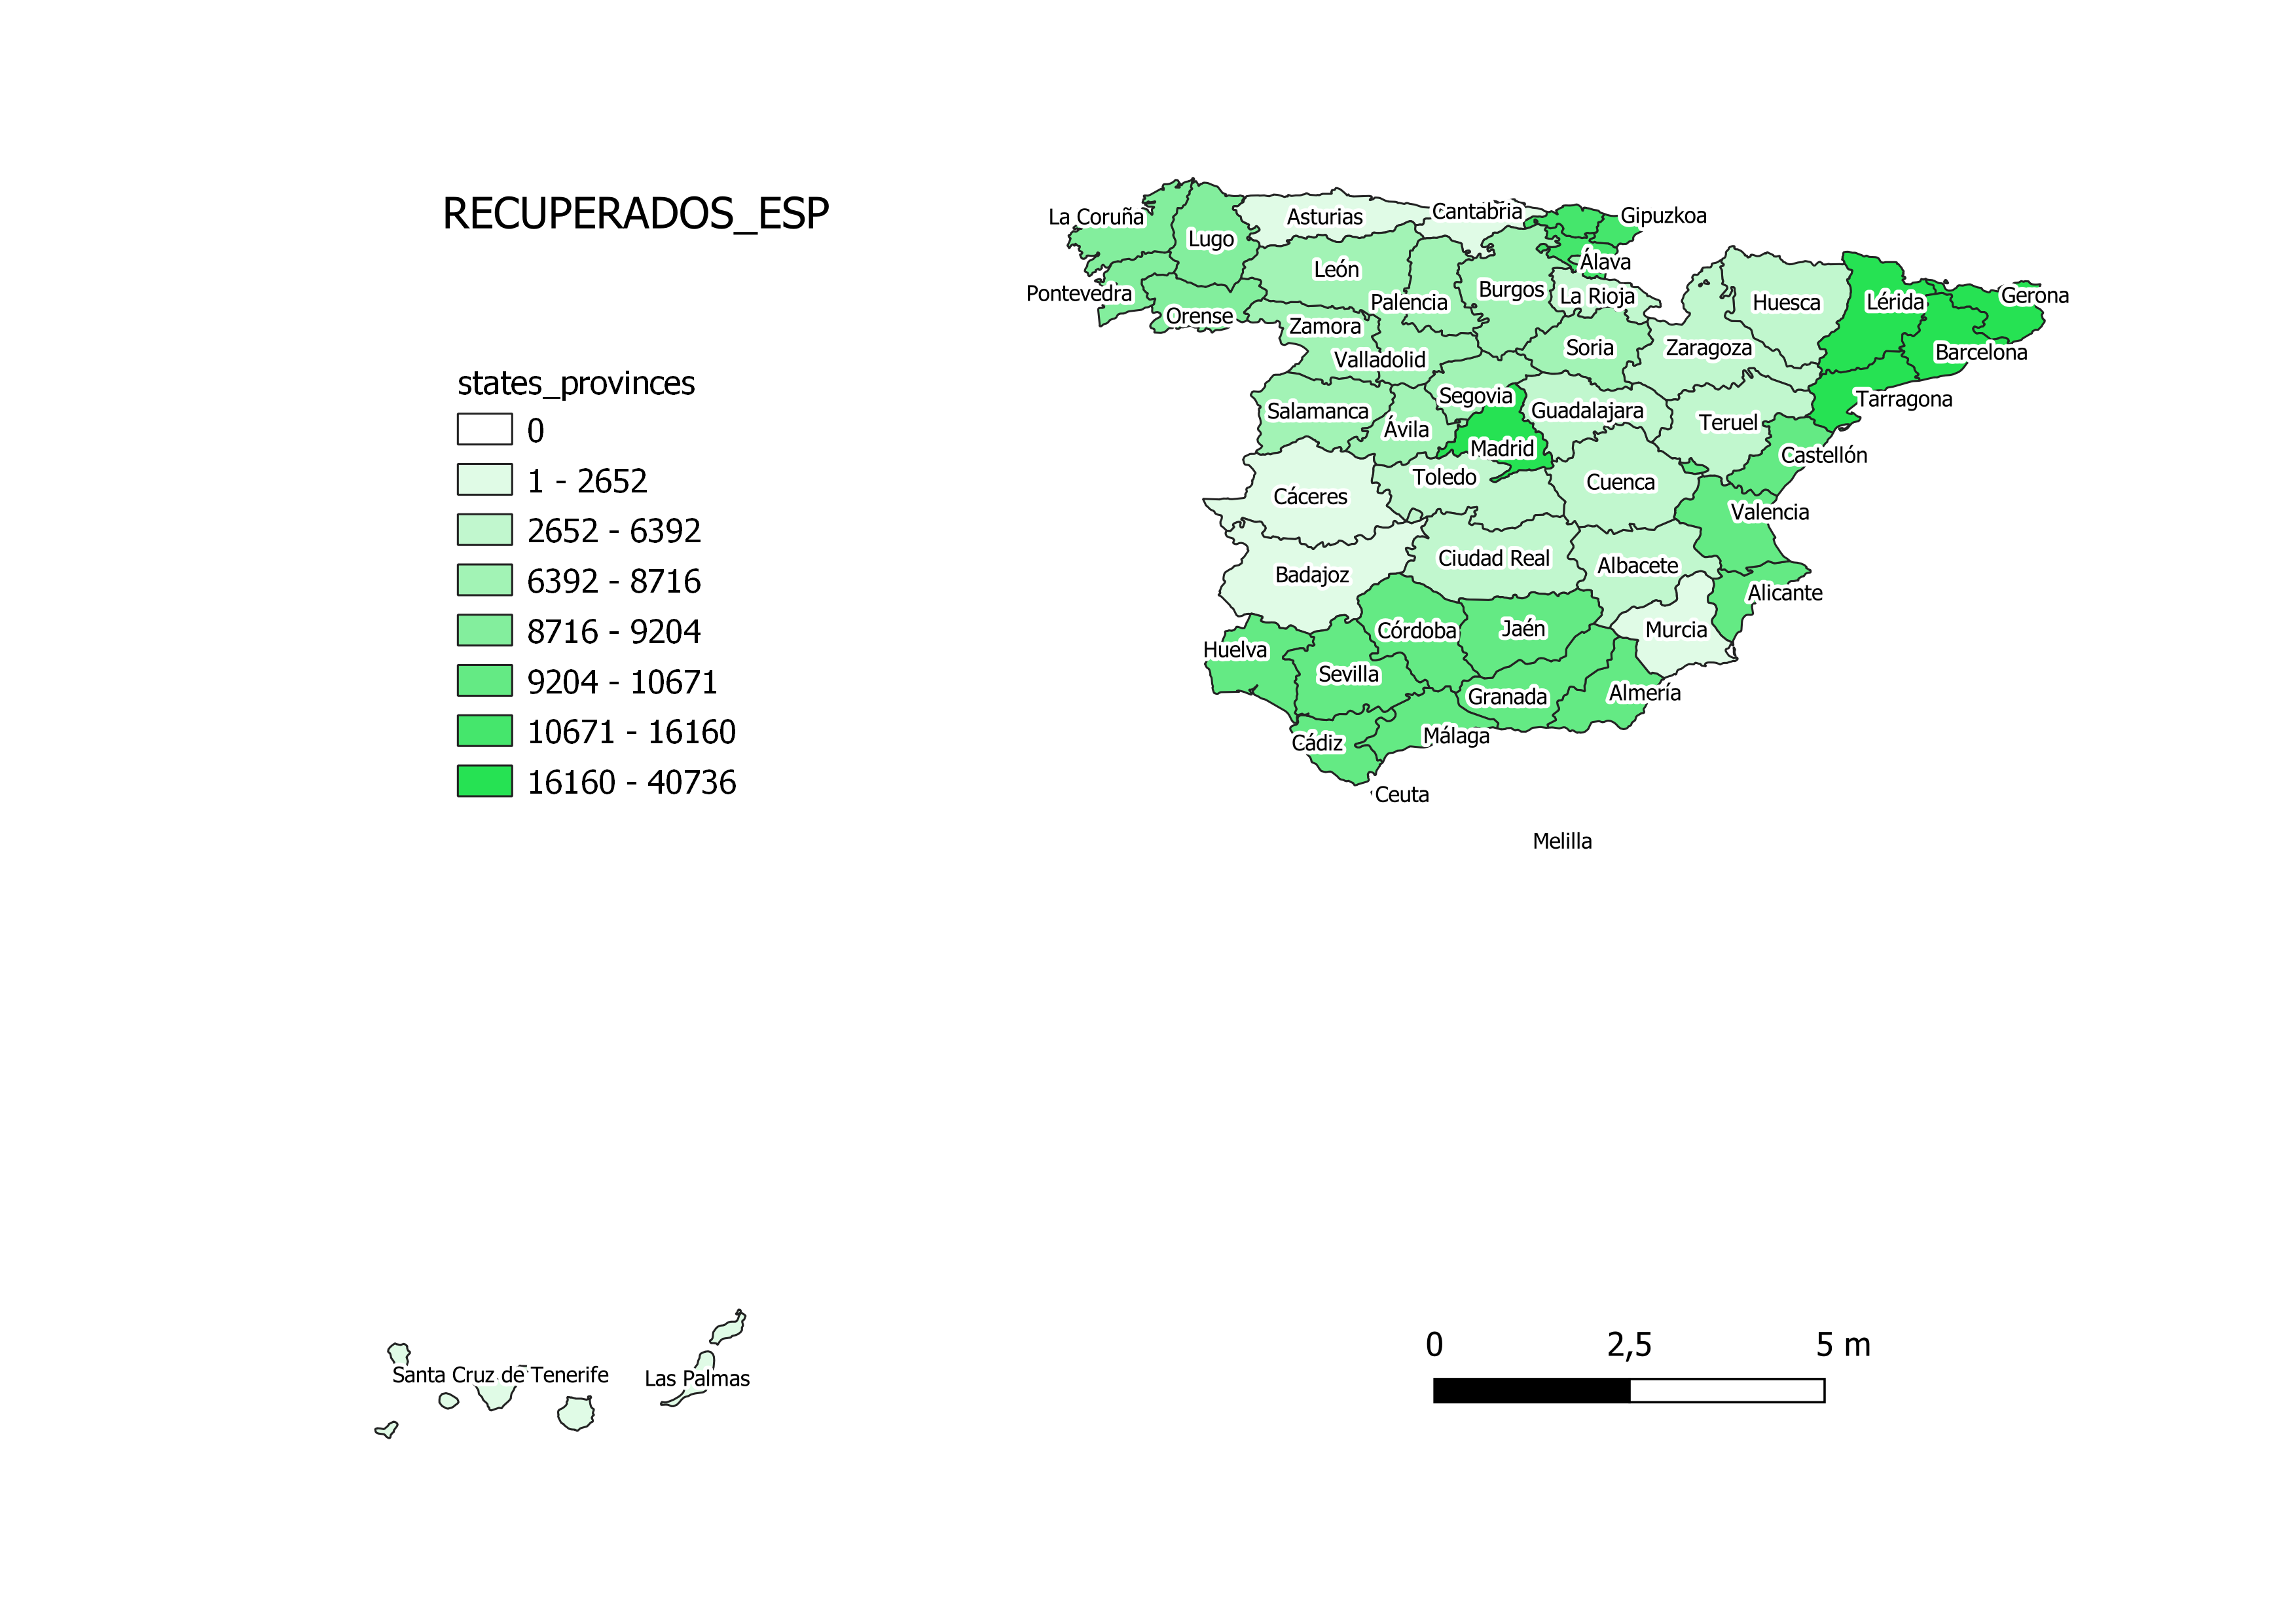 RECUPERADOS_ESP
states_provinces
0
1 - 2652
2652 - 6392
6392 - 8716
8716 - 9204
9204 - 10671
10671 - 16160
16160 - 40736
La Coruña
Lugo
Asturias
Cantabria
Gipuzkoa
Álava
Pontevedra
Orense
León
Palencia
Burgos
La Rioja
Huesca
Lérida
Gerona
Zamora
Valladolid
Soria
Zaragoza
Barcelona
Salamanca
Ávila
Segovia
Guadalajara
Teruel
Tarragona
Madrid
Castellón
Cáceres
Toledo
Cuenca
Valencia
Badajoz
Ciudad Real
Albacete
Alicante
Huelva
Sevilla
Córdoba
Jaén
Murcia
Granada
Almería
Cádiz
Málaga
Ceuta
Melilla
Santa Cruz de Tenerife
Las Palmas
0 2,5 5 m